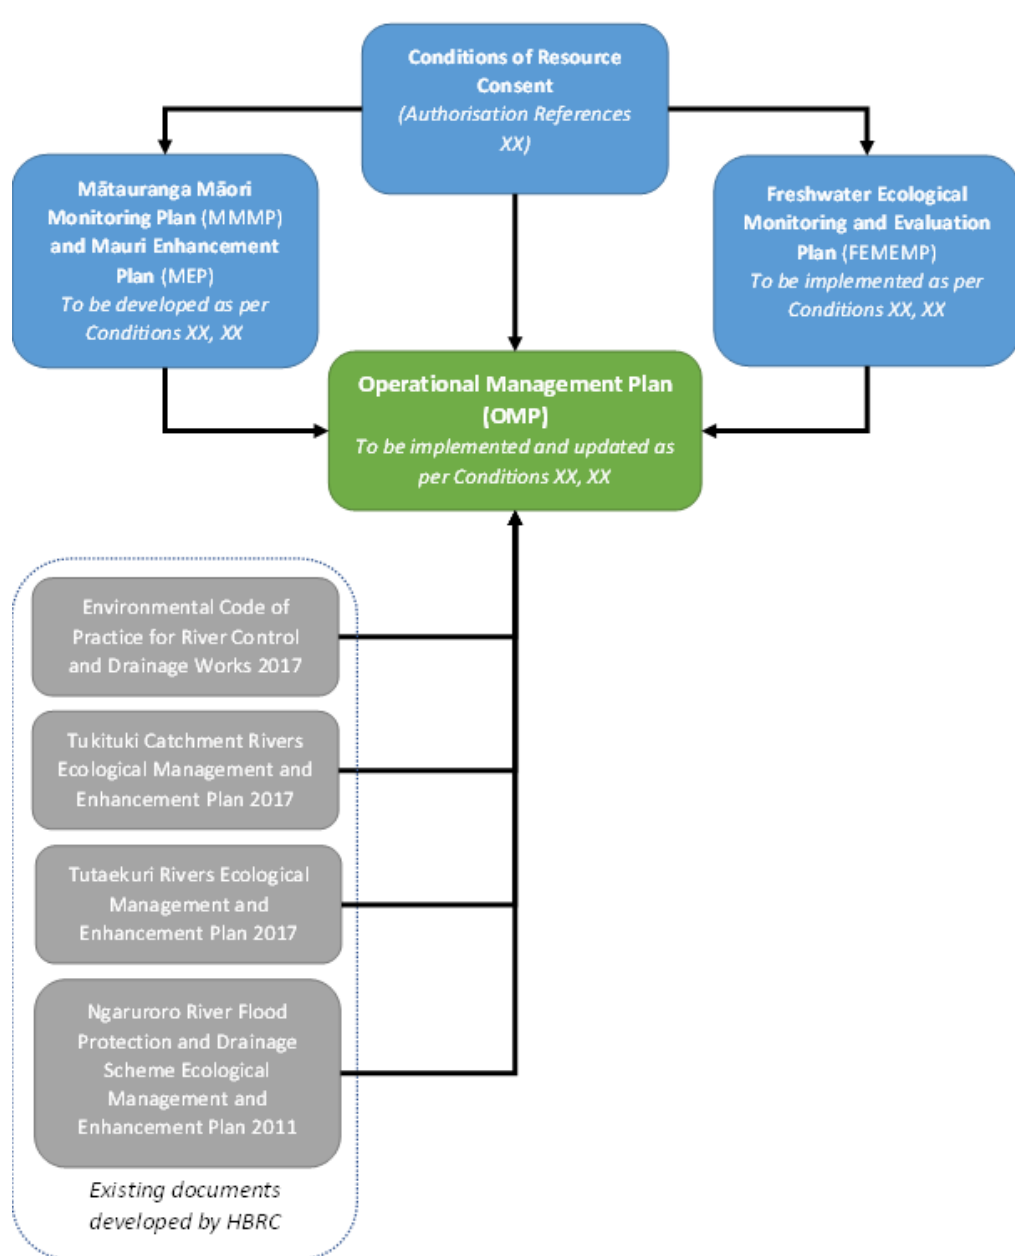 Conditions of Resource
Consent
(Authorisation References
XX)
Mātauranga Māori
Monitoring Plan (MMMP)
and Mauri Enhancement
Plan (MEP)
To be developed as per
Conditions XX, XX
Freshwater Ecological
Monitoring and Evaluation
Plan (FEMEMP)
To be implemented as per
Conditions XX, XX
Operational Management Plan
(OMP)
To be implemented and updated as
per Conditions XX, XX
Environmental Code of
Practice for River Control
and Drainage Works 2017
Tukituki Catchment Rivers
Ecological Management and
Enhancement Plan 2017
Tutaekuri Rivers Ecological
Management and
Enhancement Plan 2017
Ngaruroro River Flood
Protection and Drainage
Scheme Ecological
Management and
Enhancement Plan 2011
Existing documents
developed by HBRC